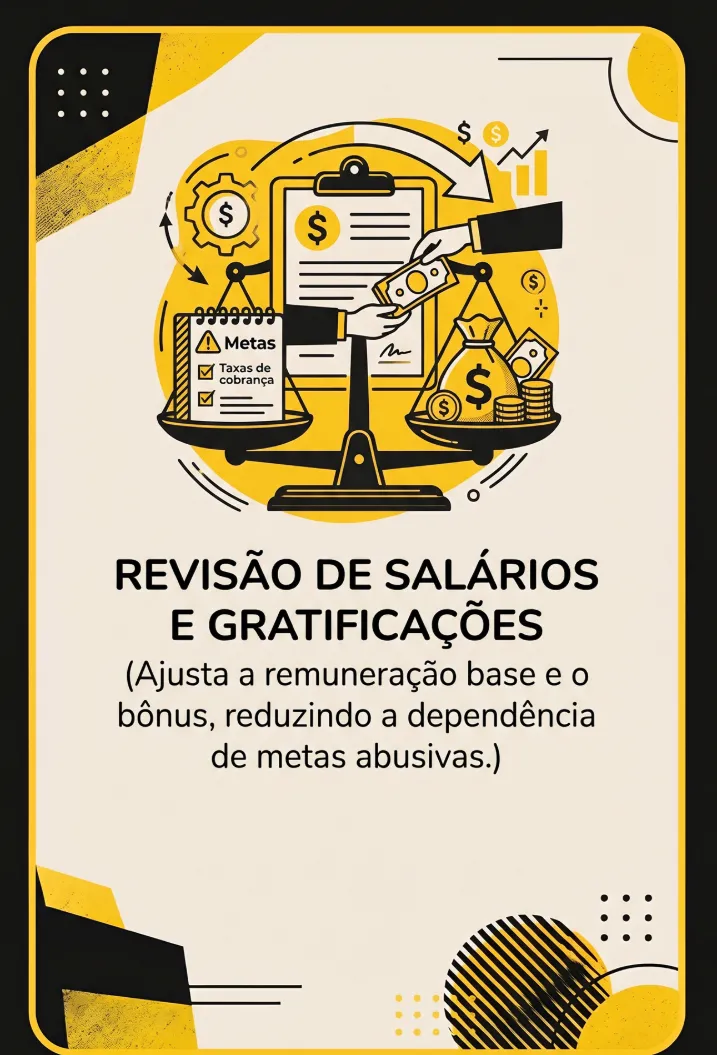 $ $
$
$
$
Metas
Taxas de
cobrança
$
$
REVISÃO DE SALÁRIOS
E GRATIFICAÇÕES
(Ajusta a remuneração base e o
bônus, reduzindo a dependência
de metas abusivas.)